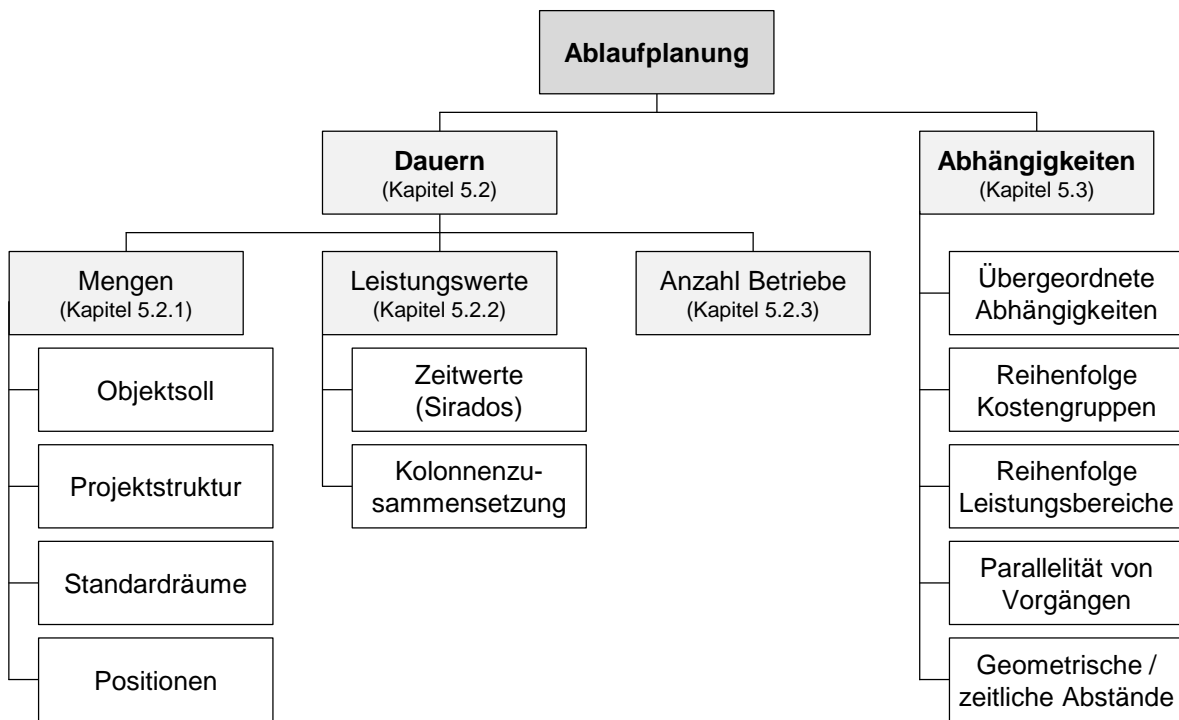 Ablaufplanung
Dauern
(Kapitel 5.2)
Abhängigkeiten
(Kapitel 5.3)
Mengen
(Kapitel 5.2.1)
Leistungswerte
(Kapitel 5.2.2)
Anzahl Betriebe
(Kapitel 5.2.3)
Objektsoll
Projektstruktur
Standardräume
Positionen
Zeitwerte
(Sirados)
Kolonnenzu-
sammensetzung
Übergeordnete
Abhängigkeiten
Reihenfolge
Kostengruppen
Reihenfolge
Leistungsbereiche
Parallelität von
Vorgängen
Geometrische /
zeitliche Abstände